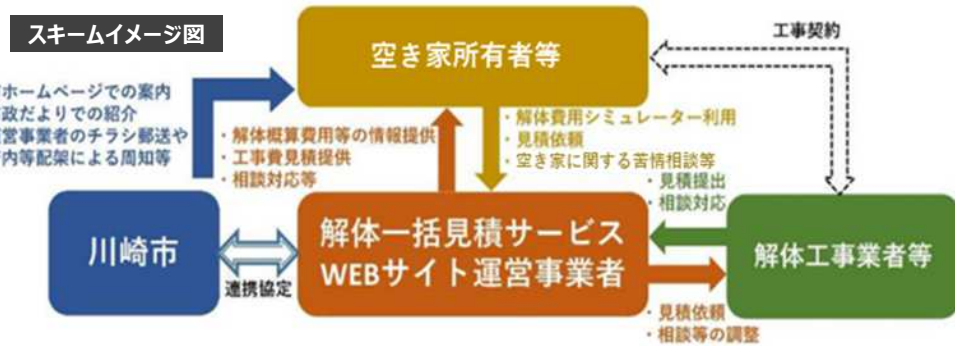 スキームイメージ図
空き家所有者等
工事契約
ホームページでの案内
政だよりでの紹介
営事業者のチラシ郵送や
内等配架による周知等
・解体概算費用等の情報提供
・工事費見積提供
・相談対応等
・解体費用シミュレーター利用
・見積依頼
・空き家に関する苦情相談等
・見積提出
・相談対応
川崎市
連携協定
解体一括見積サービス
WEBサイト運営事業者
解体工事業者等
・見積依頼
・相談等の調整